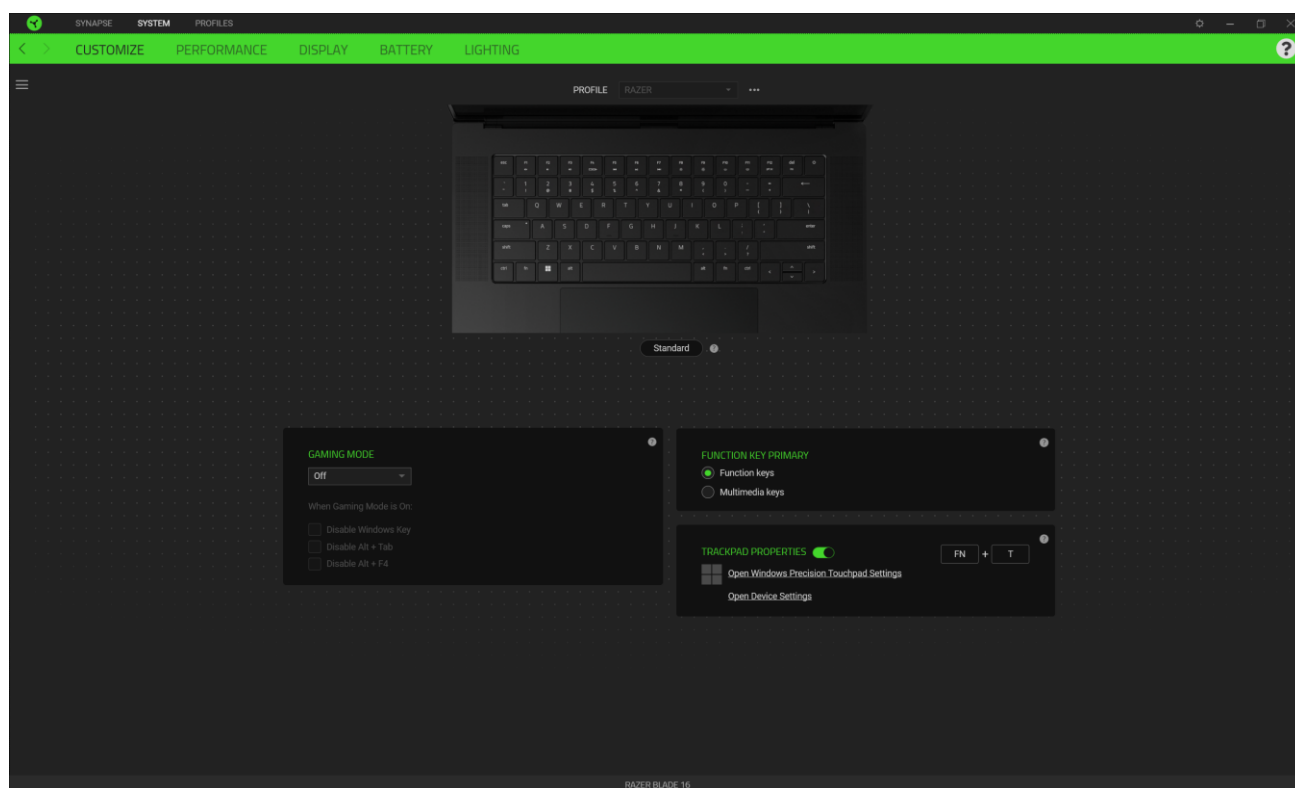 SYNAPSE SYSTEM PROFILES
CUSTOMIZE PERFORMANCE DISPLAY BATTERY LIGHTING
?
PROFILE RAZER
Q W E R T Y U I O P
A S D F G H J K L
Z X C V B N M
Standard
GAMING MODE
Off
When Gaming Mode is On:
Disable Windows Key
Disable Alt + Tab
Disable Alt + F4
FUNCTION KEY PRIMARY
Function keys
Multimedia keys
TRACKPAD PROPERTIES FN + T
Open Windows Precision Touchpad Settings
Open Device Settings
RAZER BLADE 16